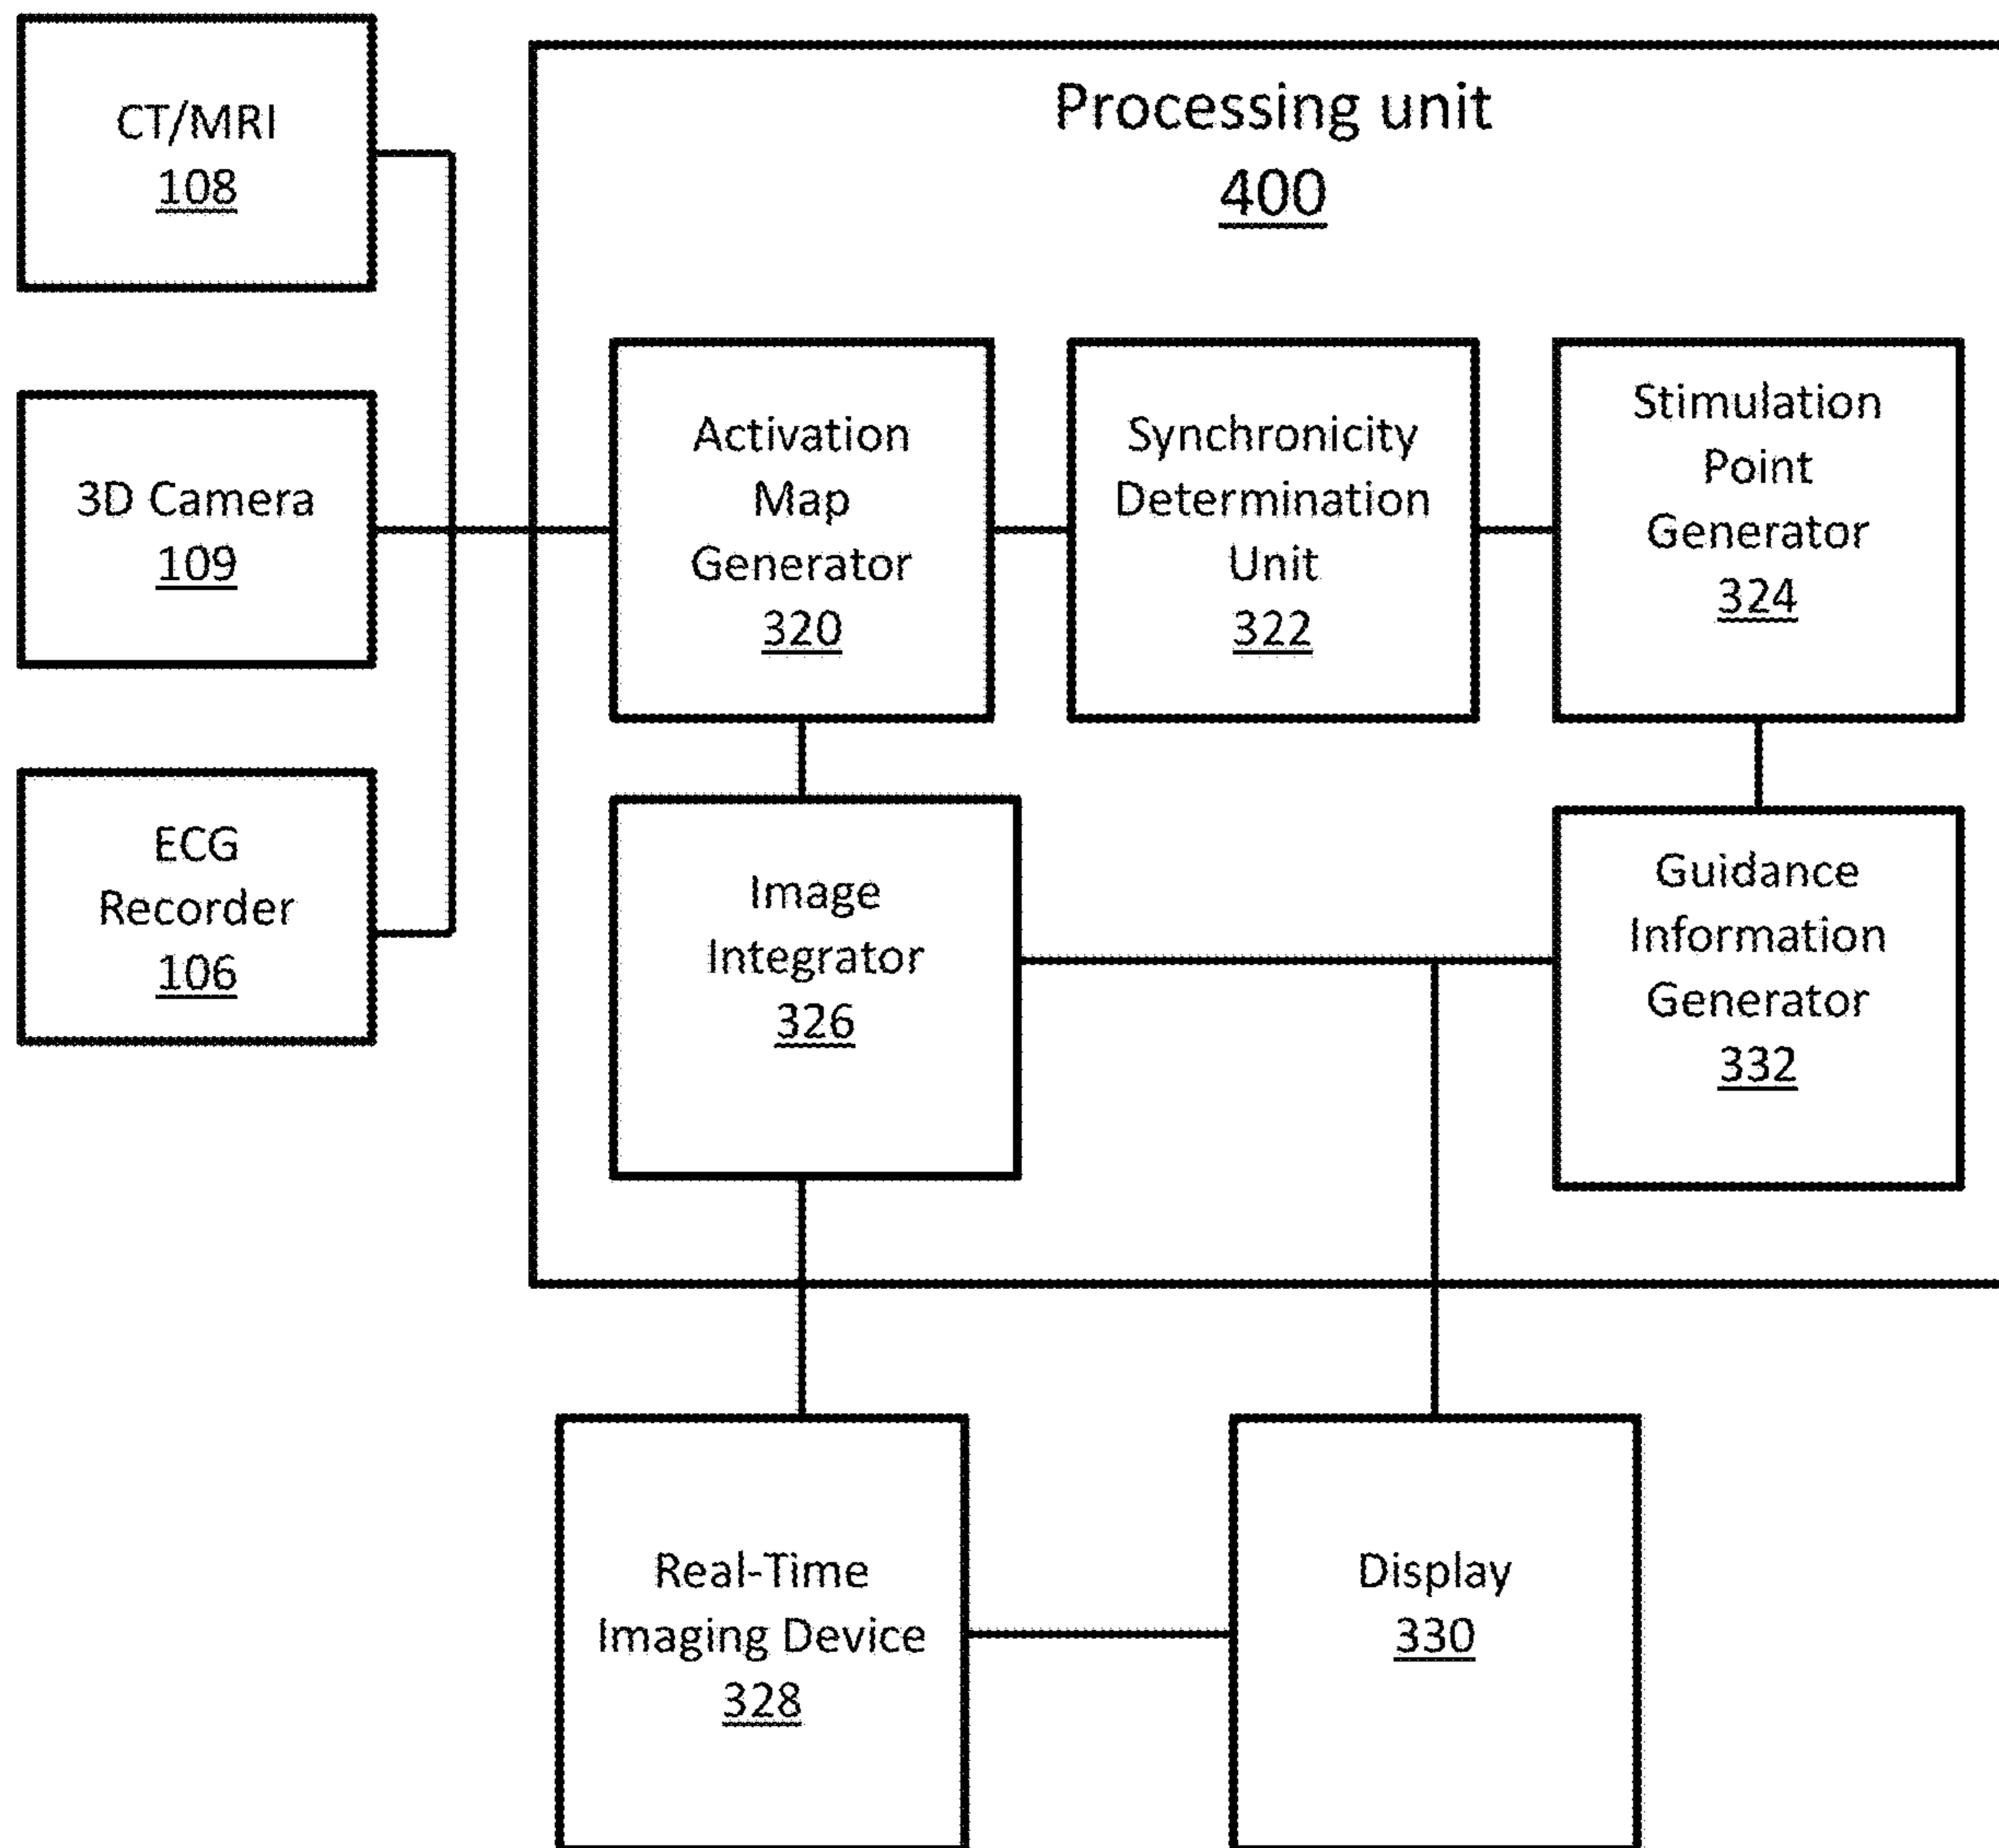 CT/MRI
108
3D Camera
109
ECG
Recorder
106
Processing unit
400
Activation
Map
Generator
320
Synchronicity
Determination
Unit
322
Stimulation
Point
Generator
324
Image
Integrator
326
Guidance
Information
Generator
332
Real-Time
Imaging Device
328
Display
330